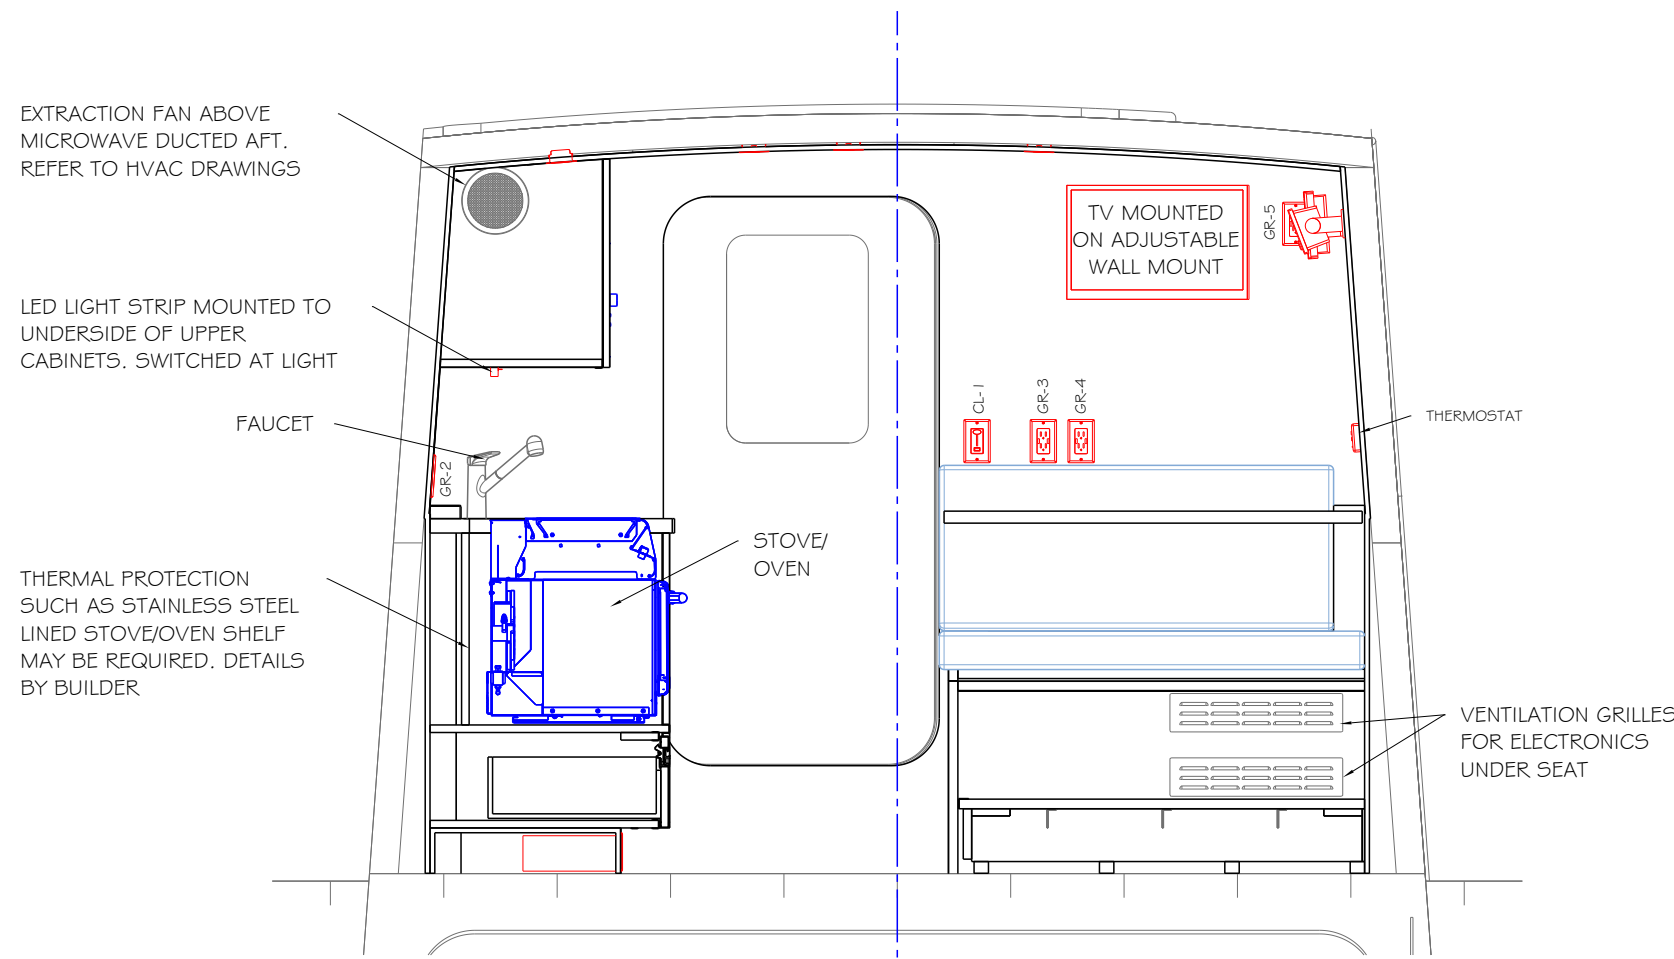 EXTRACTION FAN ABOVE
MICROWAVE DUCTED AFT.
REFER TO HVAC DRAWINGS
LED LIGHT STRIP MOUNTED TO
UNDERSIDE OF UPPER
CABINETS. SWITCHED AT LIGHT
FAUCET
GR-2
THERMAL PROTECTION
SUCH AS STAINLESS STEEL
LINED STOVE/OVEN SHELF
MAY BE REQUIRED. DETAILS
BY BUILDER
STOVE/
OVEN
TV MOUNTED
ON ADJUSTABLE
WALL MOUNT
GR-5
CL-1
GR-3
GR-4
THERMOSTAT
VENTILATION GRILLES
FOR ELECTRONICS
UNDER SEAT